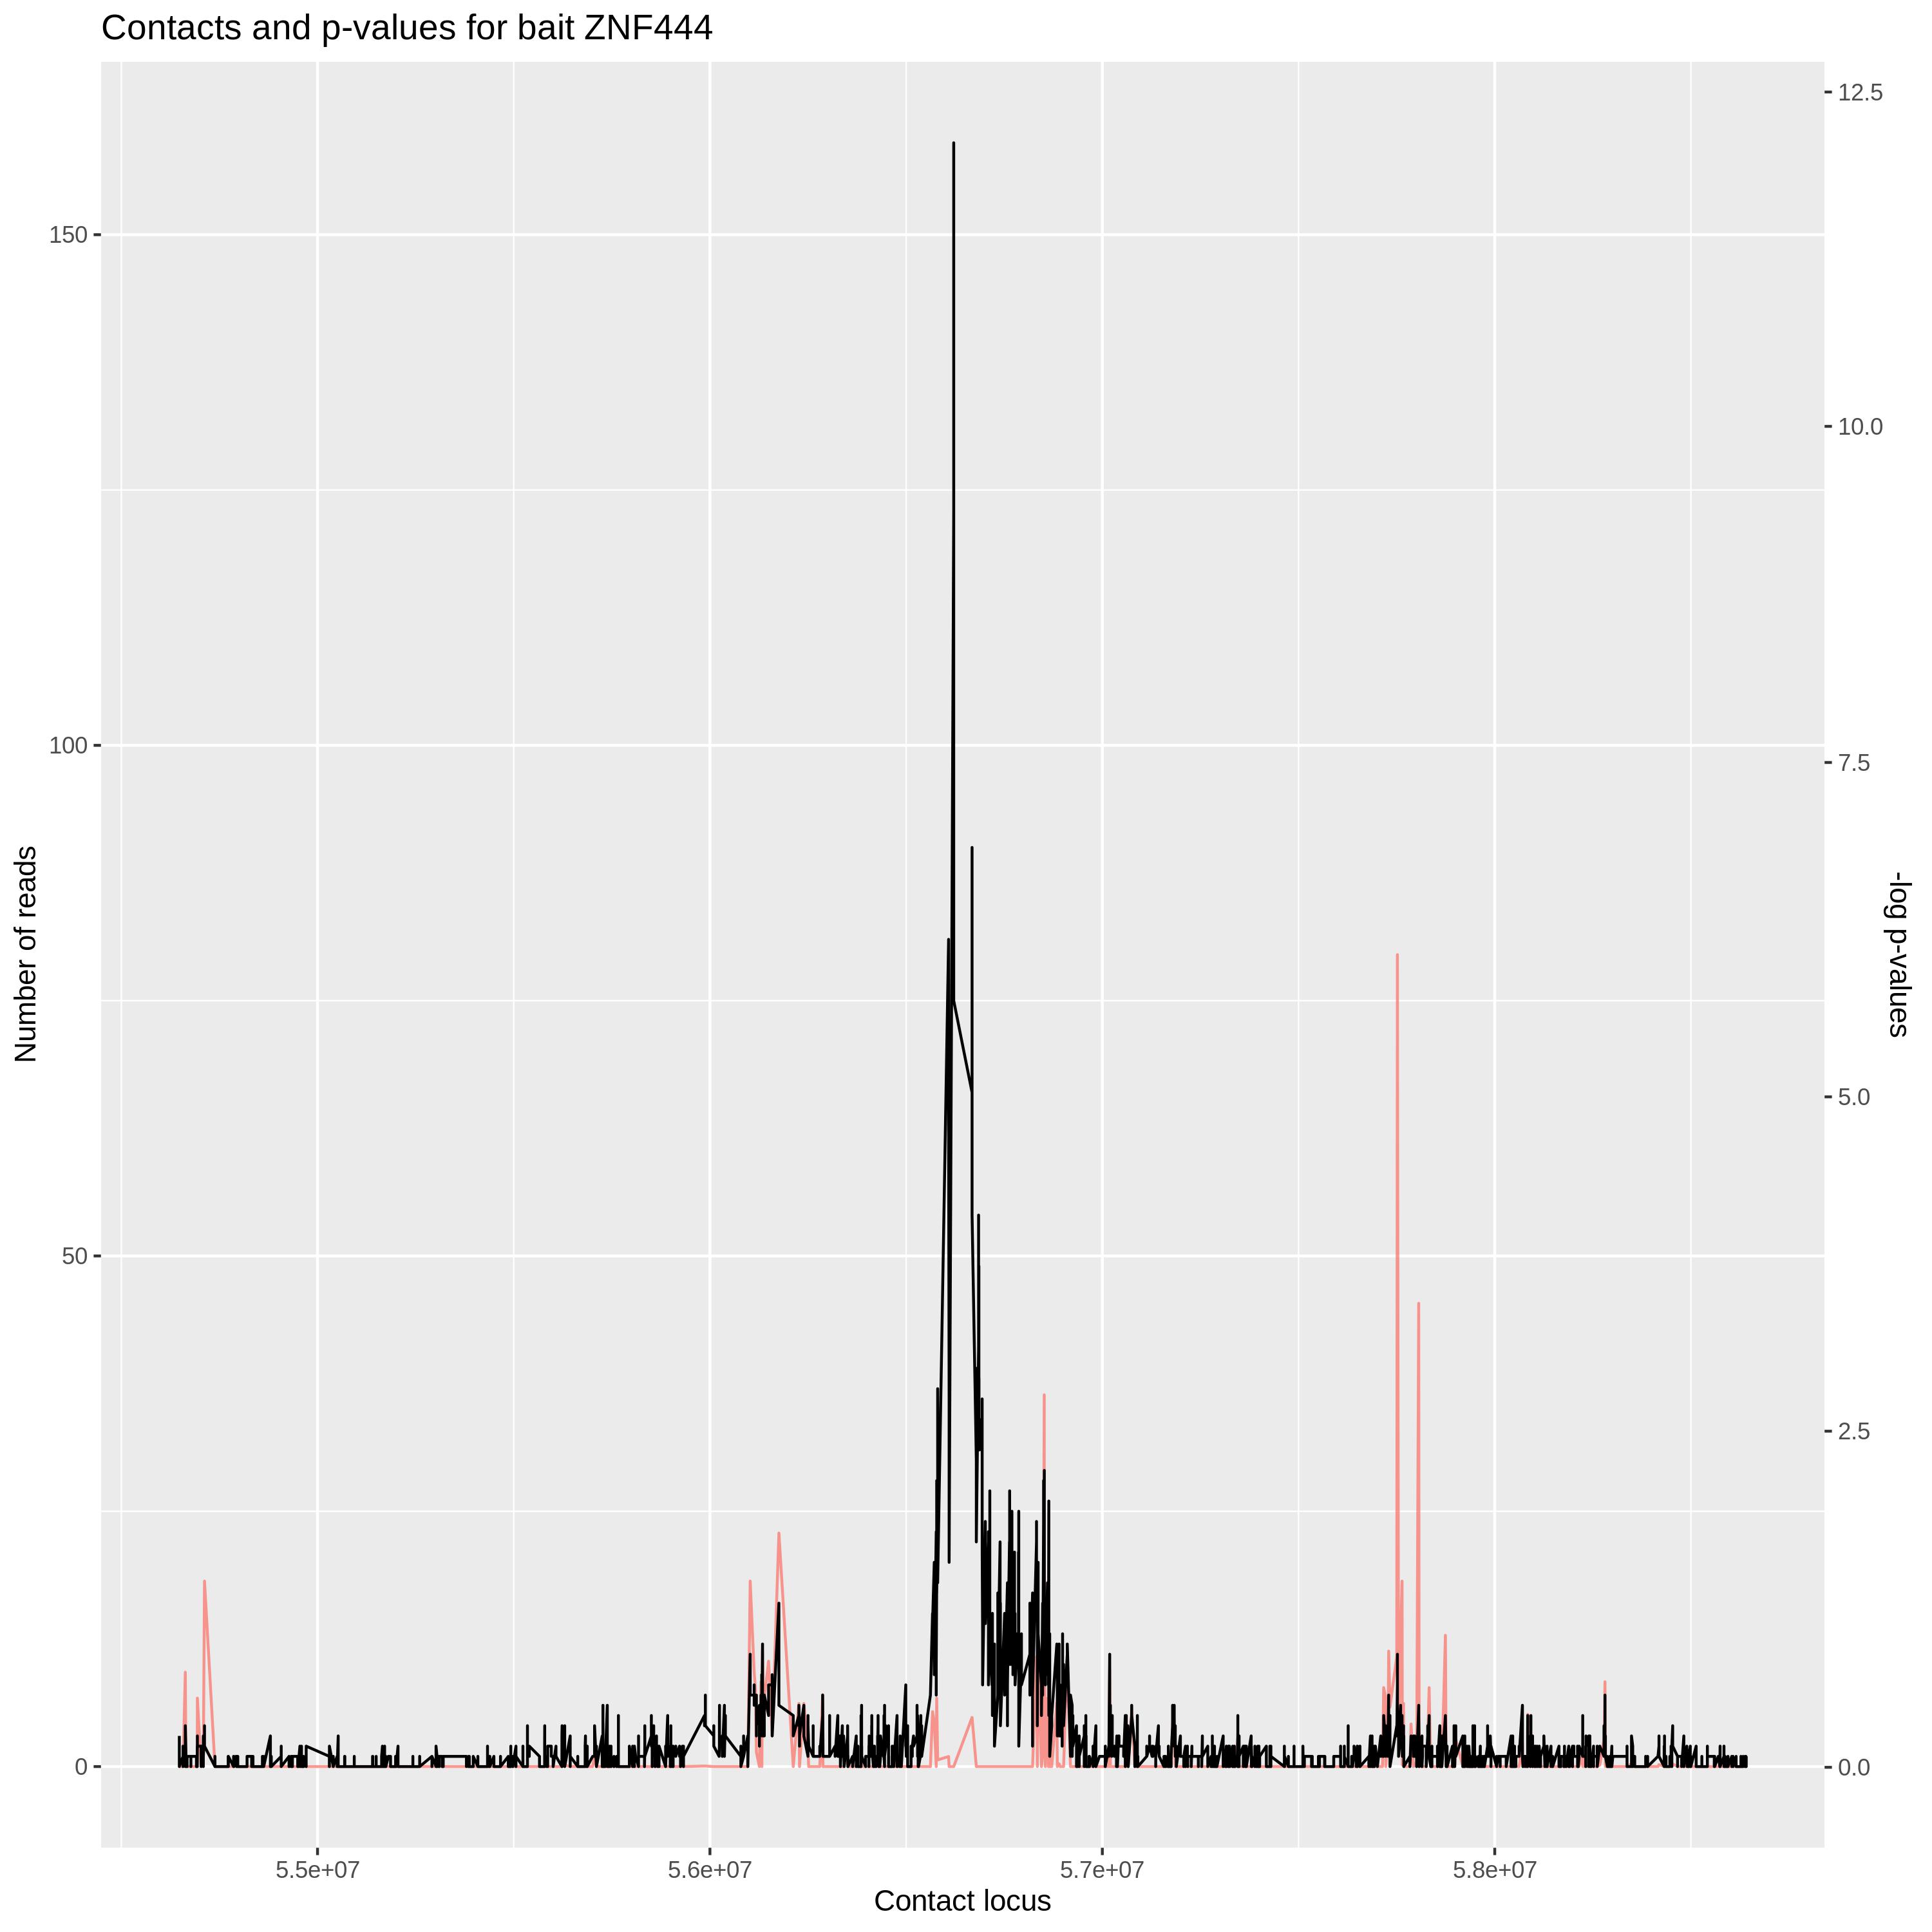 Contacts and p-values for bait ZNF444
150
100
50
0
Number of reads
12.5
10.0
7.5
5.0
2.5
0.0
-log p-values
5.5e+07 5.6e+07 5.7e+07 5.8e+07
Contact locus